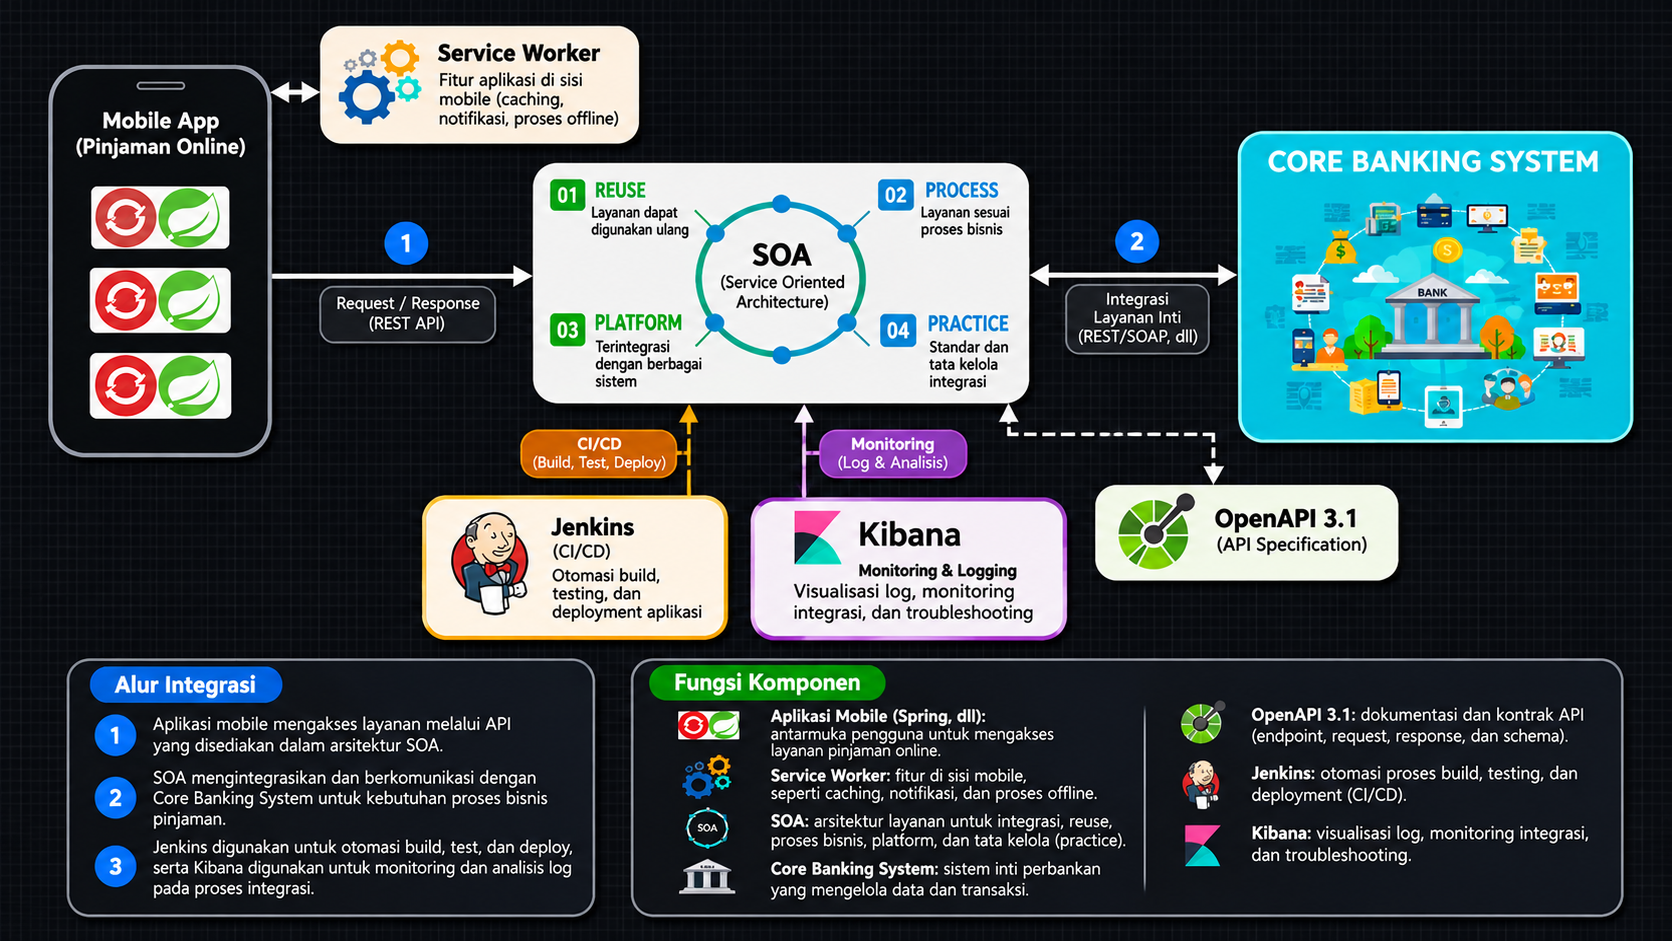 Service Worker
Fitur aplikasi di sisi
mobile (caching,
notifikasi, proses offline)
Mobile App
(Pinjaman Online)
1
Request / Response
(REST API)
01 REUSE
Layanan dapat
digunakan ulang
02 PROCESS
Layanan sesuai
proses bisnis
SOA
(Service Oriented
Architecture)
03 PLATFORM
Terintegrasi
dengan berbagai
sistem
04 PRACTICE
Standar dan
tata kelola
integrasi
2
Integrasi
Layanan Inti
(REST/SOAP, dll)
CORE BANKING SYSTEM
BANK
CI/CD
(Build, Test, Deploy)
Monitoring
(Log & Analisis)
Jenkins
(CI/CD)
Otomasi build,
testing, dan
deployment aplikasi
Kibana
Monitoring & Logging
Visualisasi log, monitoring
integrasi, dan troubleshooting
OpenAPI 3.1
(API Specification)
Alur Integrasi
1 Aplikasi mobile mengakses layanan melalui API
yang disediakan dalam arsitektur SOA.
2 SOA mengintegrasikan dan berkomunikasi dengan
Core Banking System untuk kebutuhan proses bisnis
pinjaman.
3 Jenkins digunakan untuk otomasi build, test, dan deploy,
serta Kibana digunakan untuk monitoring dan analisis log
pada proses integrasi.
Fungsi Komponen
Aplikasi Mobile (Spring, dll):
antarmuka pengguna untuk mengakses
layanan pinjaman online.
Service Worker: fitur di sisi mobile,
seperti caching, notifikasi, dan proses offline.
SOA
SOA: arsitektur layanan untuk integrasi, reuse,
proses bisnis, platform, dan tata kelola (practice).
Core Banking System: sistem inti perbankan
yang mengelola data dan transaksi.
OpenAPI 3.1: dokumentasi dan kontrak API
(endpoint, request, response, dan schema).
Jenkins: otomasi proses build, testing, dan
deployment (CI/CD).
Kibana: visualisasi log, monitoring integrasi,
dan troubleshooting.